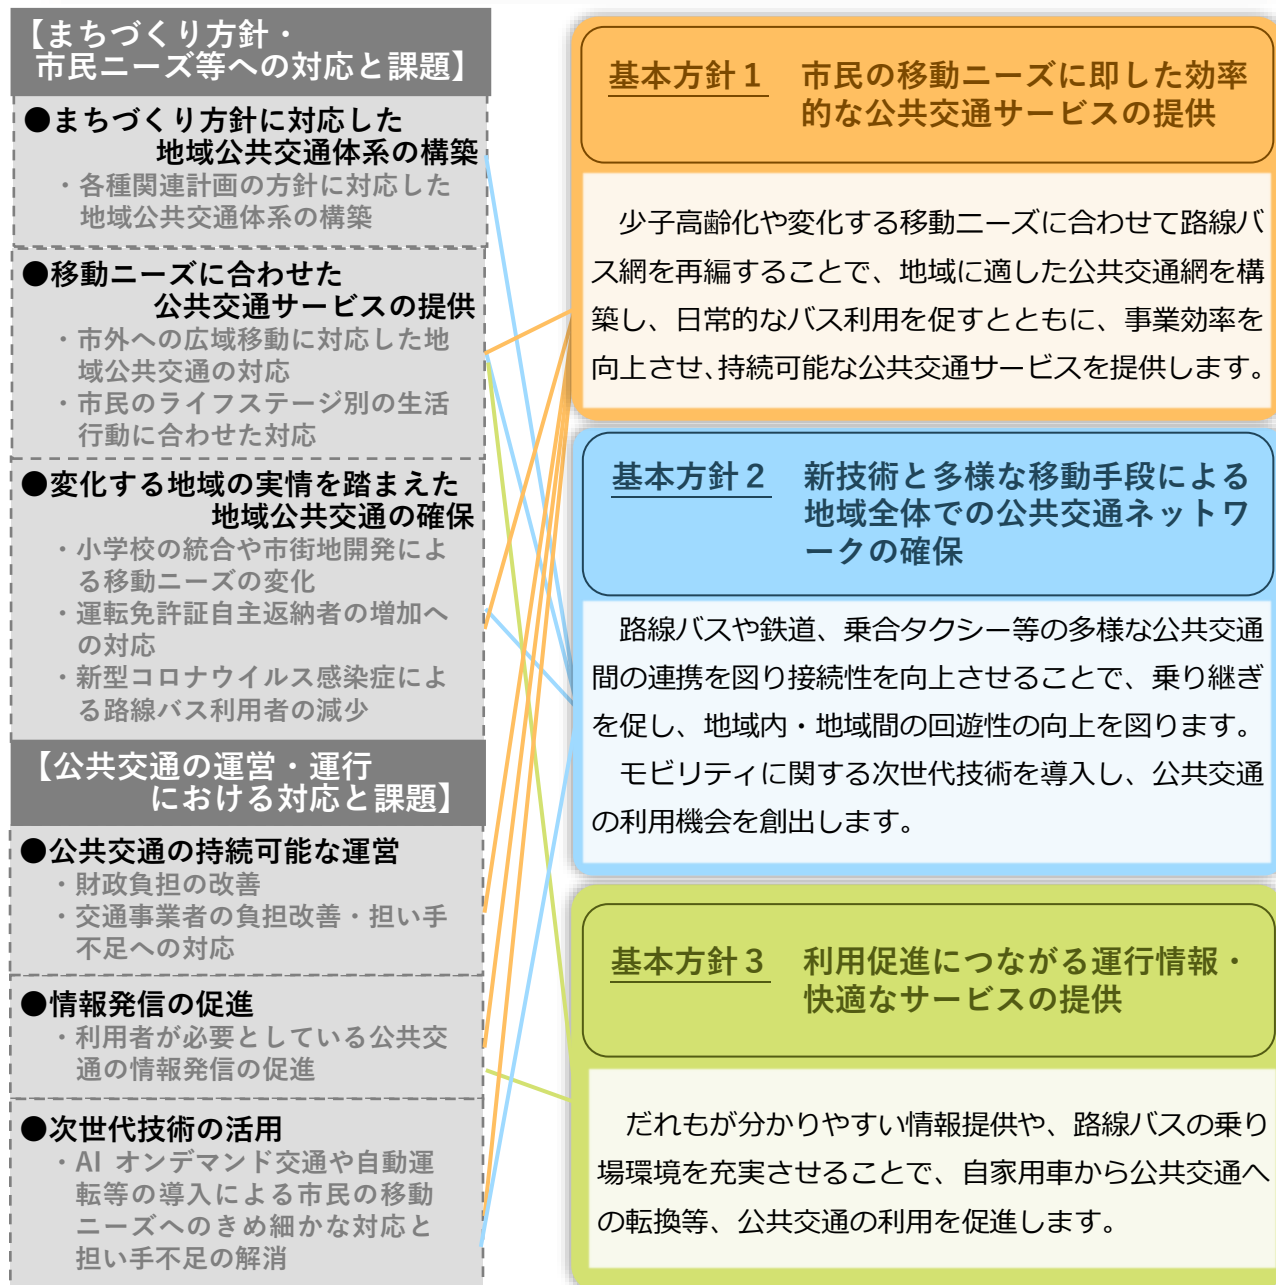 【まちづくり方針・
市民ニーズ等への対応と課題】
●まちづくり方針に対応した
地域公共交通体系の構築
・各種関連計画の方針に対応した
地域公共交通体系の構築
●移動ニーズに合わせた
公共交通サービスの提供
・市外への広域移動に対応した地
域公共交通の対応
・市民のライフステージ別の生活
行動に合わせた対応
●変化する地域の実情を踏まえた
地域公共交通の確保
・小学校の統合や市街地開発によ
る移動ニーズの変化
・運転免許証自主返納者の増加へ
の対応
・新型コロナウイルス感染症によ
る路線バス利用者の減少
【公共交通の運営・運行
における対応と課題】
●公共交通の持続可能な運営
・財政負担の改善
・交通事業者の負担改善・担い手
不足への対応
●情報発信の促進
・利用者が必要としている公共交
通の情報発信の促進
●次世代技術の活用
・AI オンデマンド交通や自動運
転等の導入による市民の移動
ニーズへのきめ細かな対応と
担い手不足の解消
基本方針１ 市民の移動ニーズに即した効率
的な公共交通サービスの提供
少子高齢化や変化する移動ニーズに合わせて路線バ
ス網を再編することで、地域に適した公共交通網を構
築し、日常的なバス利用を促すとともに、事業効率を
向上させ、持続可能な公共交通サービスを提供します。
基本方針２ 新技術と多様な移動手段による
地域全体での公共交通ネットワ
ークの確保
路線バスや鉄道、乗合タクシー等の多様な公共交通
間の連携を図り接続性を向上させることで、乗り継ぎ
を促し、地域内・地域間の回遊性の向上を図ります。
モビリティに関する次世代技術を導入し、公共交通
の利用機会を創出します。
基本方針３ 利用促進につながる運行情報・
快適なサービスの提供
だれもが分かりやすい情報提供や、路線バスの乗り
場環境を充実させることで、自家用車から公共交通へ
の転換等、公共交通の利用を促進します。